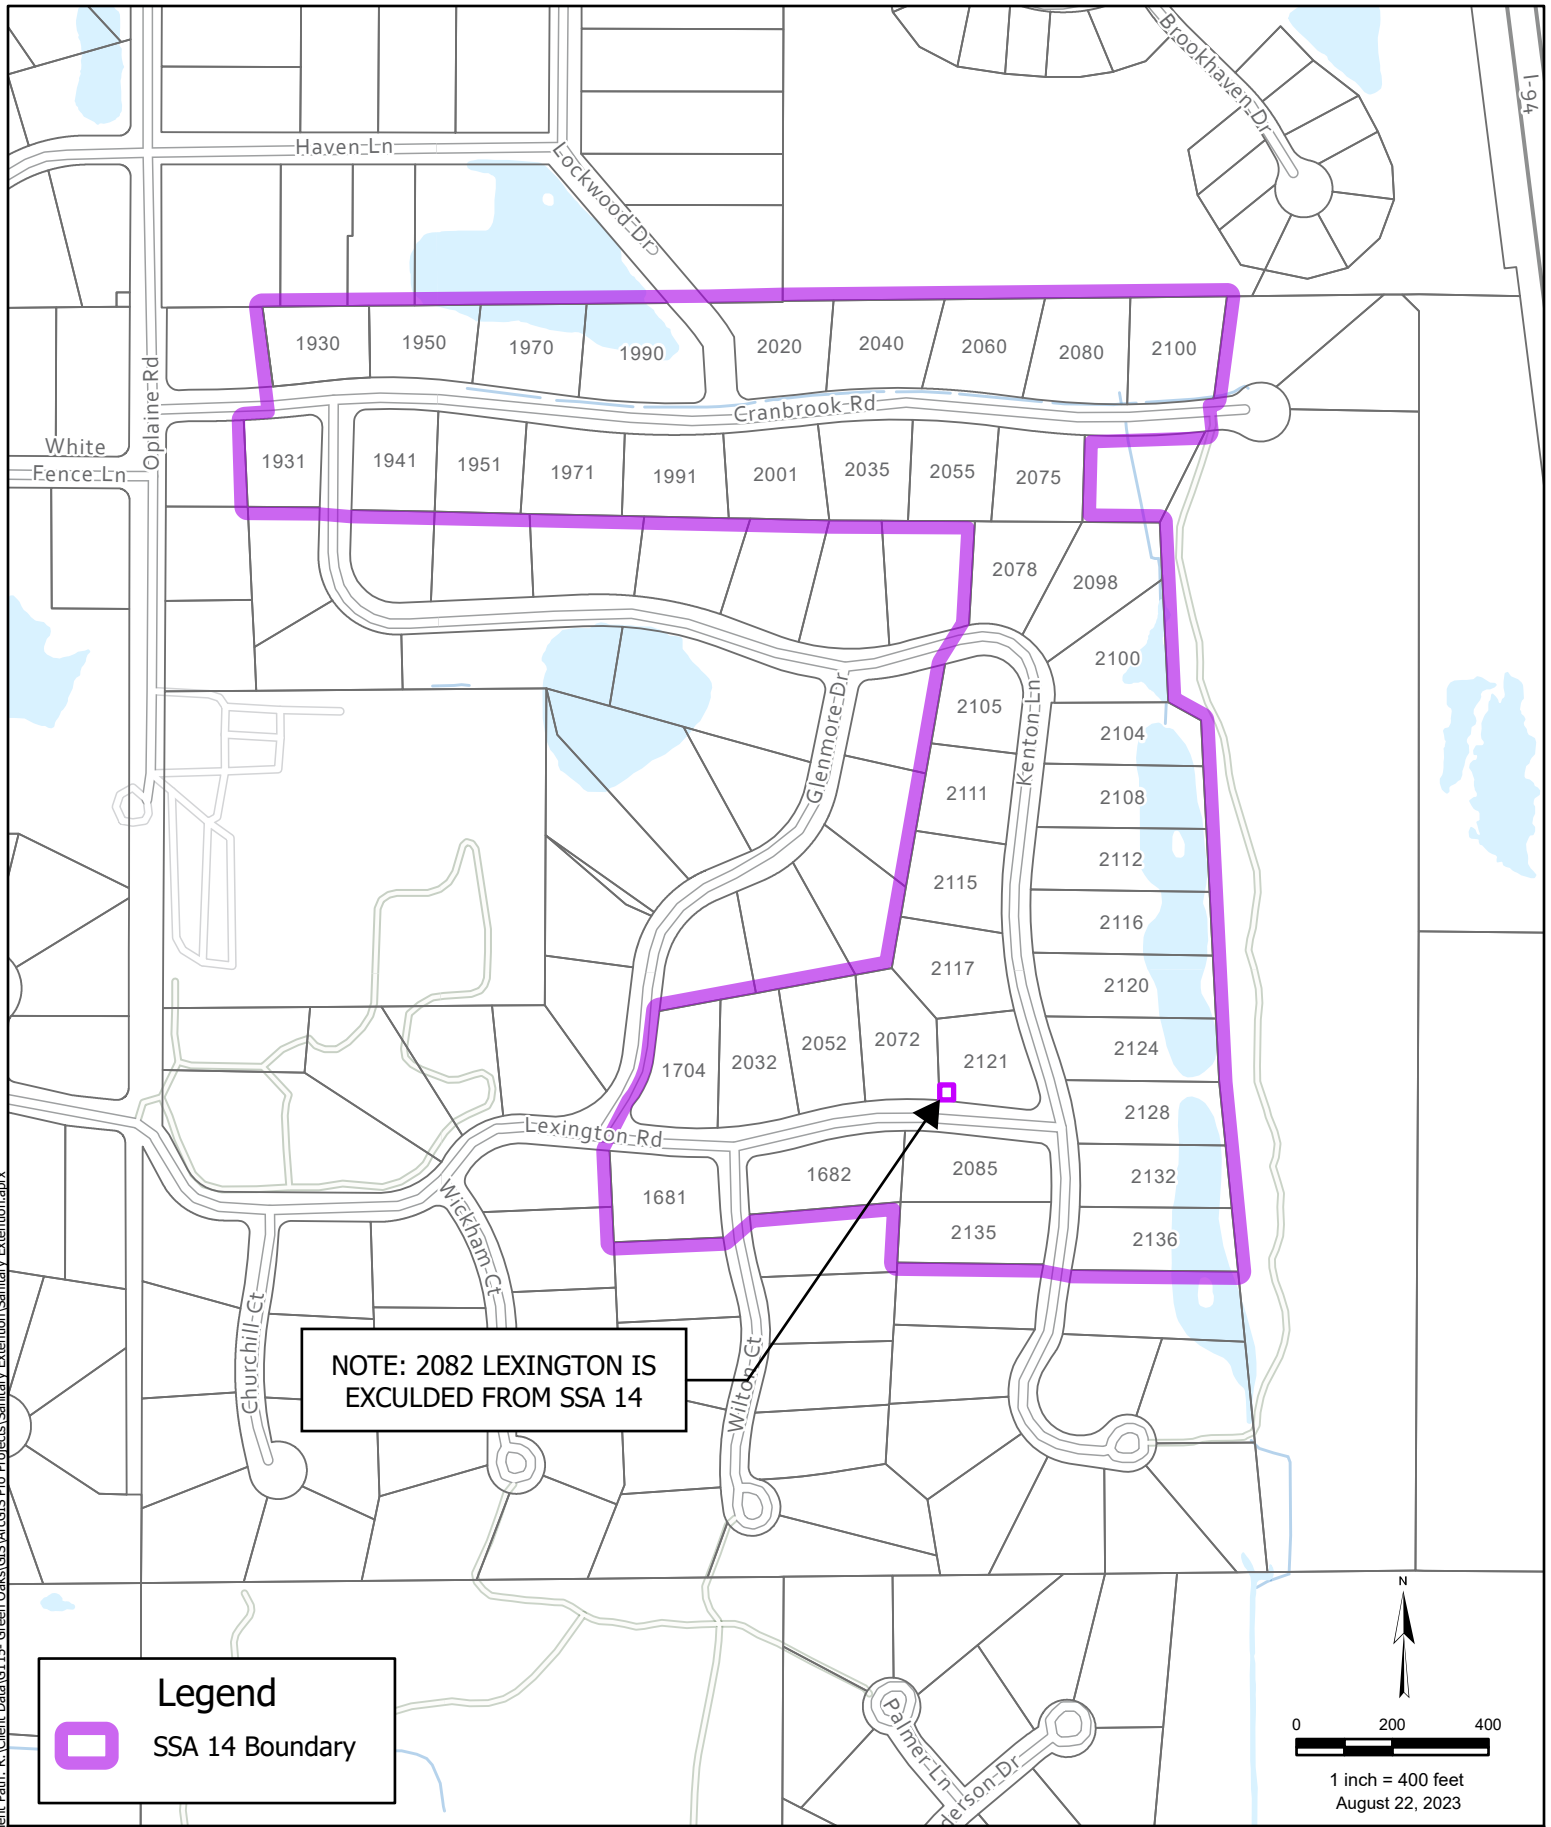 Brookhaven Dr
I-94
Haven Ln
Lockwood Dr
1930
1950
1970
1990
2020
2040
2060
2080
2100
Oplaine Rd
Cranbrook Rd
White
Fence Ln
1931
1941
1951
1971
1991
2001
2035
2055
2075
2078
2098
2100
Glenmore Dr
Kenton Ln
2105
2104
2111
2108
2112
2115
2116
2117
2120
1704
2032
2052
2072
2121
2124
2128
Lexington Rd
1682
2085
2132
1681
2135
2136
Wickham Ct
Churchill Ct
Wilton Ct
NOTE: 2082 LEXINGTON IS
EXCULDED FROM SSA 14
Palmer Ln
derson Dr
Legend
SSA 14 Boundary
N
0 200 400
1 inch = 400 feet
August 22, 2023